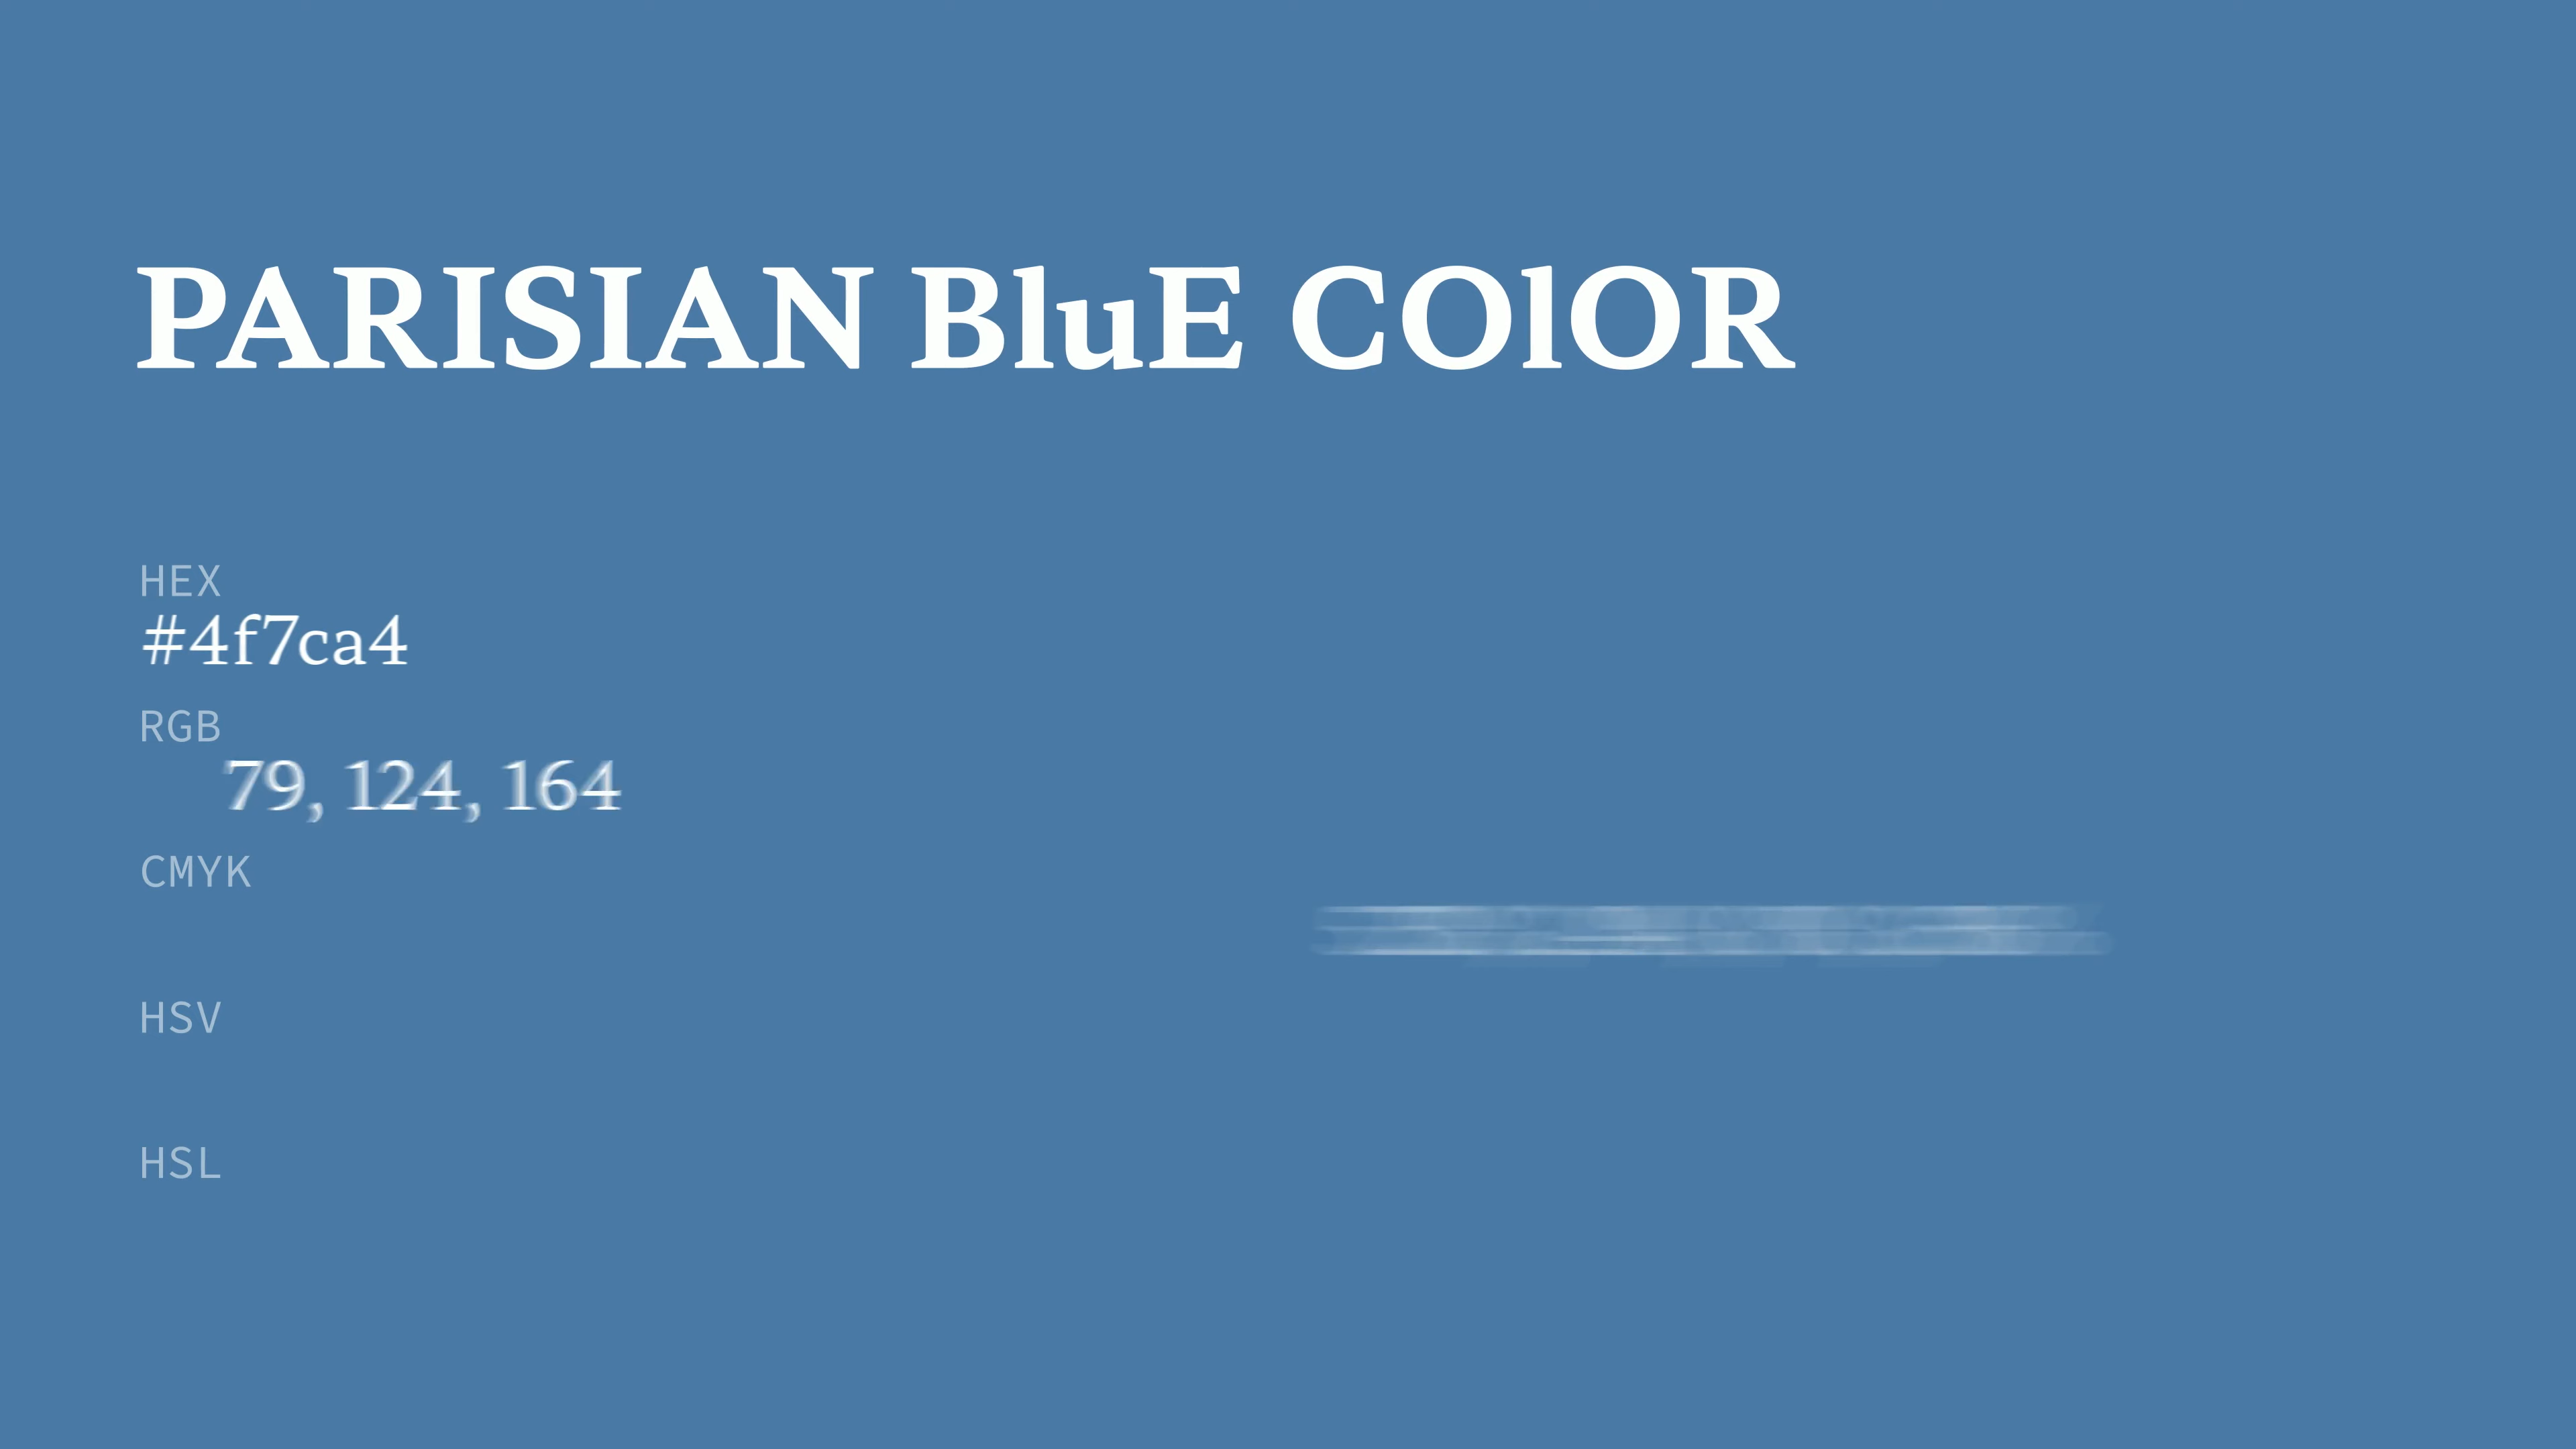 PARISIAN BluE COlOR
HEX
#4f7ca4
RGB
79, 124, 164
CMYK
HSV
HSL